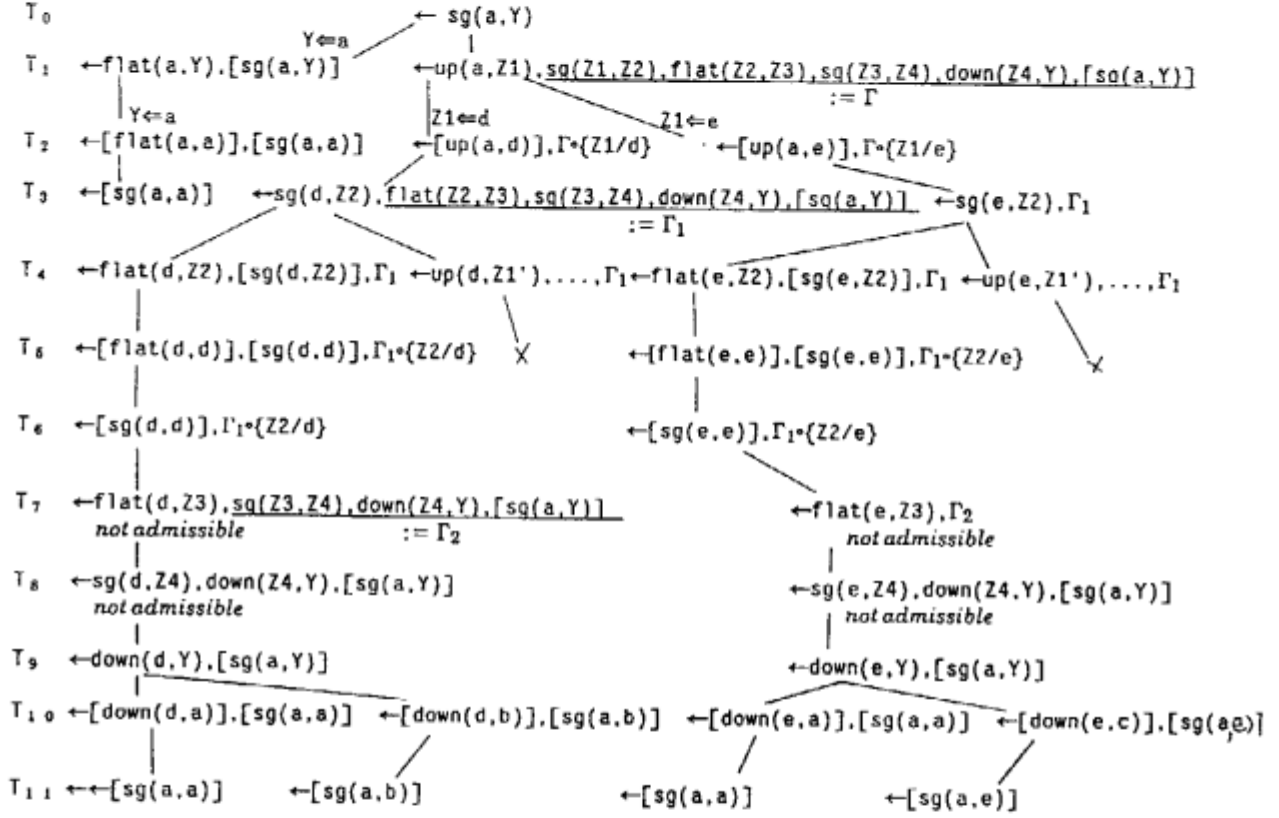 T₀ ← sg(a,Y)
Y⇐a
T₁ ←flat(a,Y).[sg(a,Y)] ←up(a,Z1),sg(Z1,Z2),flat(Z2,Z3),sg(Z3,Z4),down(Z4,Y),[sg(a,Y)]
:= Γ
Y⇐a Z1⇐d Z1⇐e
T₂ ←[flat(a,a)],[sg(a,a)] ←[up(a,d)],Γ∘{Z1/d} ←[up(a,e)],Γ∘{Z1/e}
T₃ ←[sg(a,a)] ←sg(d,Z2),flat(Z2,Z3),sg(Z3,Z4),down(Z4,Y),[sg(a,Y)] ←sg(e,Z2),Γ₁
:= Γ₁
T₄ ←flat(d,Z2),[sg(d,Z2)],Γ₁ ←up(d,Z1'),...,Γ₁ ←flat(e,Z2),[sg(e,Z2)],Γ₁ ←up(e,Z1'),...,Γ₁
T₅ ←[flat(d,d)],[sg(d,d)],Γ₁∘{Z2/d} X ←[flat(e,e)].[sg(e,e)],Γ₁∘{Z2/e} X
T₆ ←[sg(d,d)],Γ₁∘{Z2/d} ←[sg(e,e)],Γ₁∘{Z2/e}
T₇ ←flat(d,Z3),sg(Z3,Z4),down(Z4,Y),[sg(a,Y)] ←flat(e,Z3),Γ₂
not admissible := Γ₂ not admissible
T₈ ←sg(d,Z4),down(Z4,Y).[sg(a,Y)] ←sg(e,Z4),down(Z4,Y),[sg(a,Y)]
not admissible not admissible
T₉ ←down(d,Y),[sg(a,Y)] ←down(e,Y),[sg(a,Y)]
T₁₀ ←[down(d,a)].[sg(a,a)] ←[down(d,b)],[sg(a,b)] ←[down(e,a)],[sg(a,a)] ←[down(e,c)].[sg(a,e)]
T₁₁ ←←[sg(a,a)] ←[sg(a,b)] ←[sg(a,a)] ←[sg(a,e)]